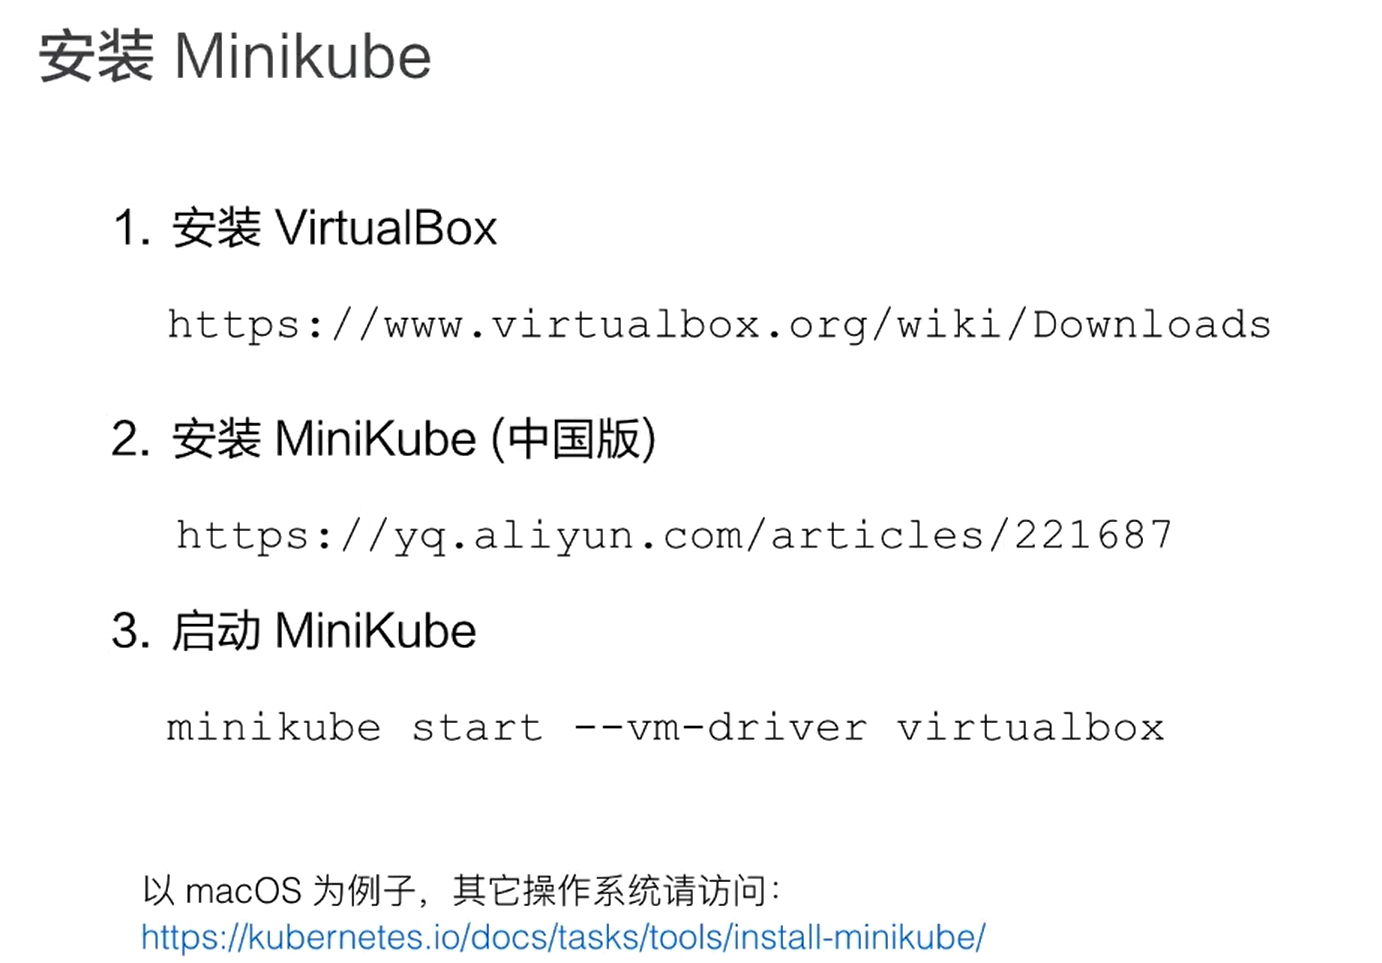 安装 Minikube
1. 安装 VirtualBox
https://www.virtualbox.org/wiki/Downloads
2. 安装 MiniKube (中国版)
https://yq.aliyun.com/articles/221687
3. 启动 MiniKube
minikube start --vm-driver virtualbox
以 macOS 为例子，其它操作系统请访问：
https://kubernetes.io/docs/tasks/tools/install-minikube/